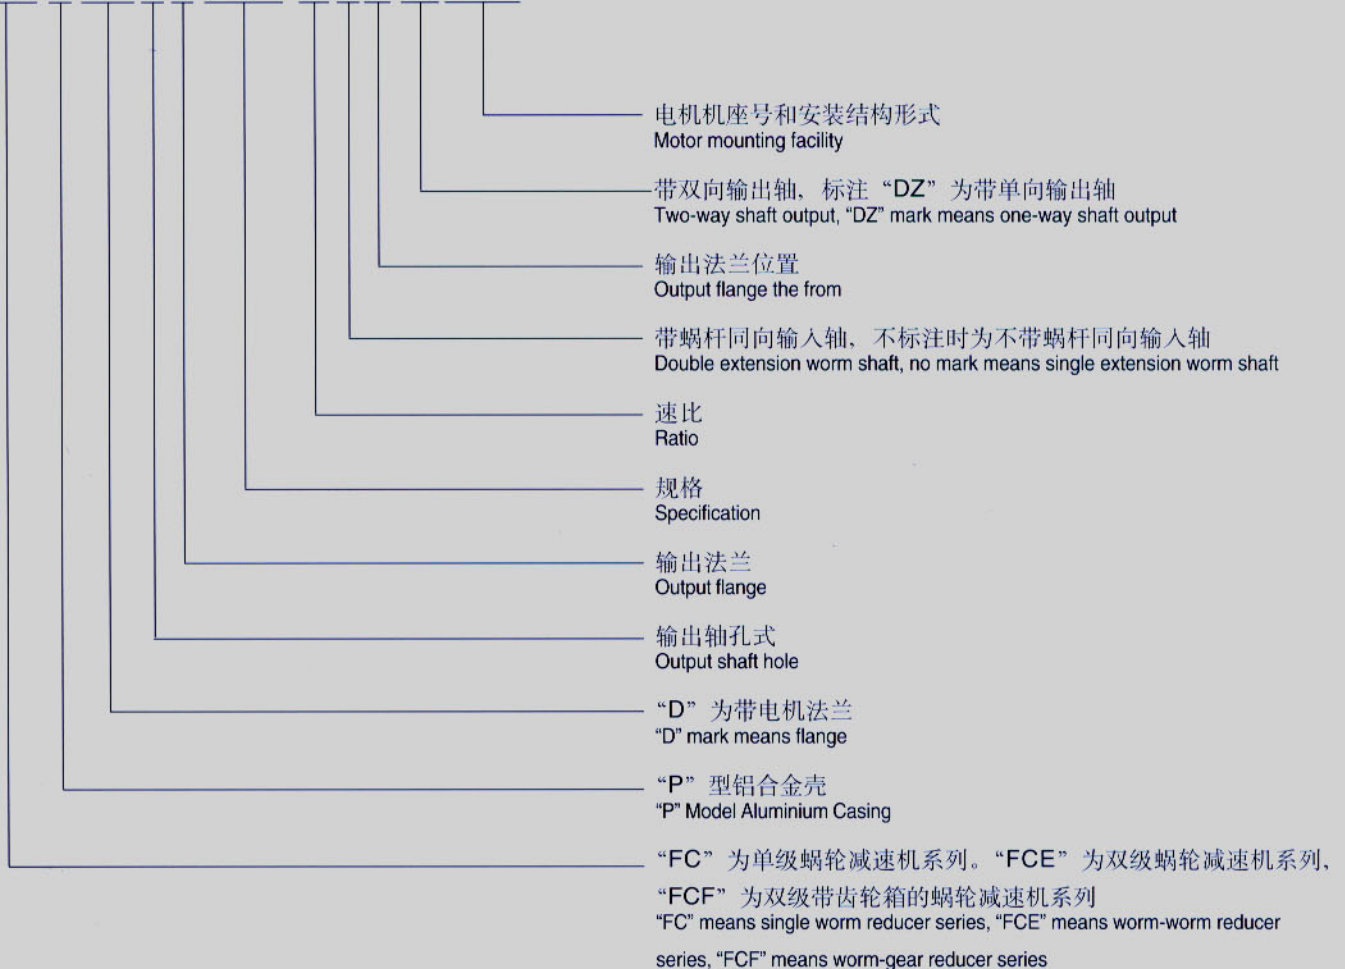 电机机座号和安装结构形式
Motor mounting facility
带双向输出轴，标注“DZ”为带单向输出轴
Two-way shaft output, “DZ” mark means one-way shaft output
输出法兰位置
Output flange the from
带蜗杆同向输入轴，不标注时为不带蜗杆同向输入轴
Double extension worm shaft, no mark means single extension worm shaft
速比
Ratio
规格
Specification
输出法兰
Output flange
输出轴孔式
Output shaft hole
“D”为带电机法兰
“D” mark means flange
“P”型铝合金壳
“P” Model Aluminium Casing
“FC”为单级蜗轮减速机系列。“FCE”为双级蜗轮减速机系列，
“FCF”为双级带齿轮箱的蜗轮减速机系列
“FC” means single worm reducer series, “FCE” means worm-worm reducer
series, “FCF” means worm-gear reducer series